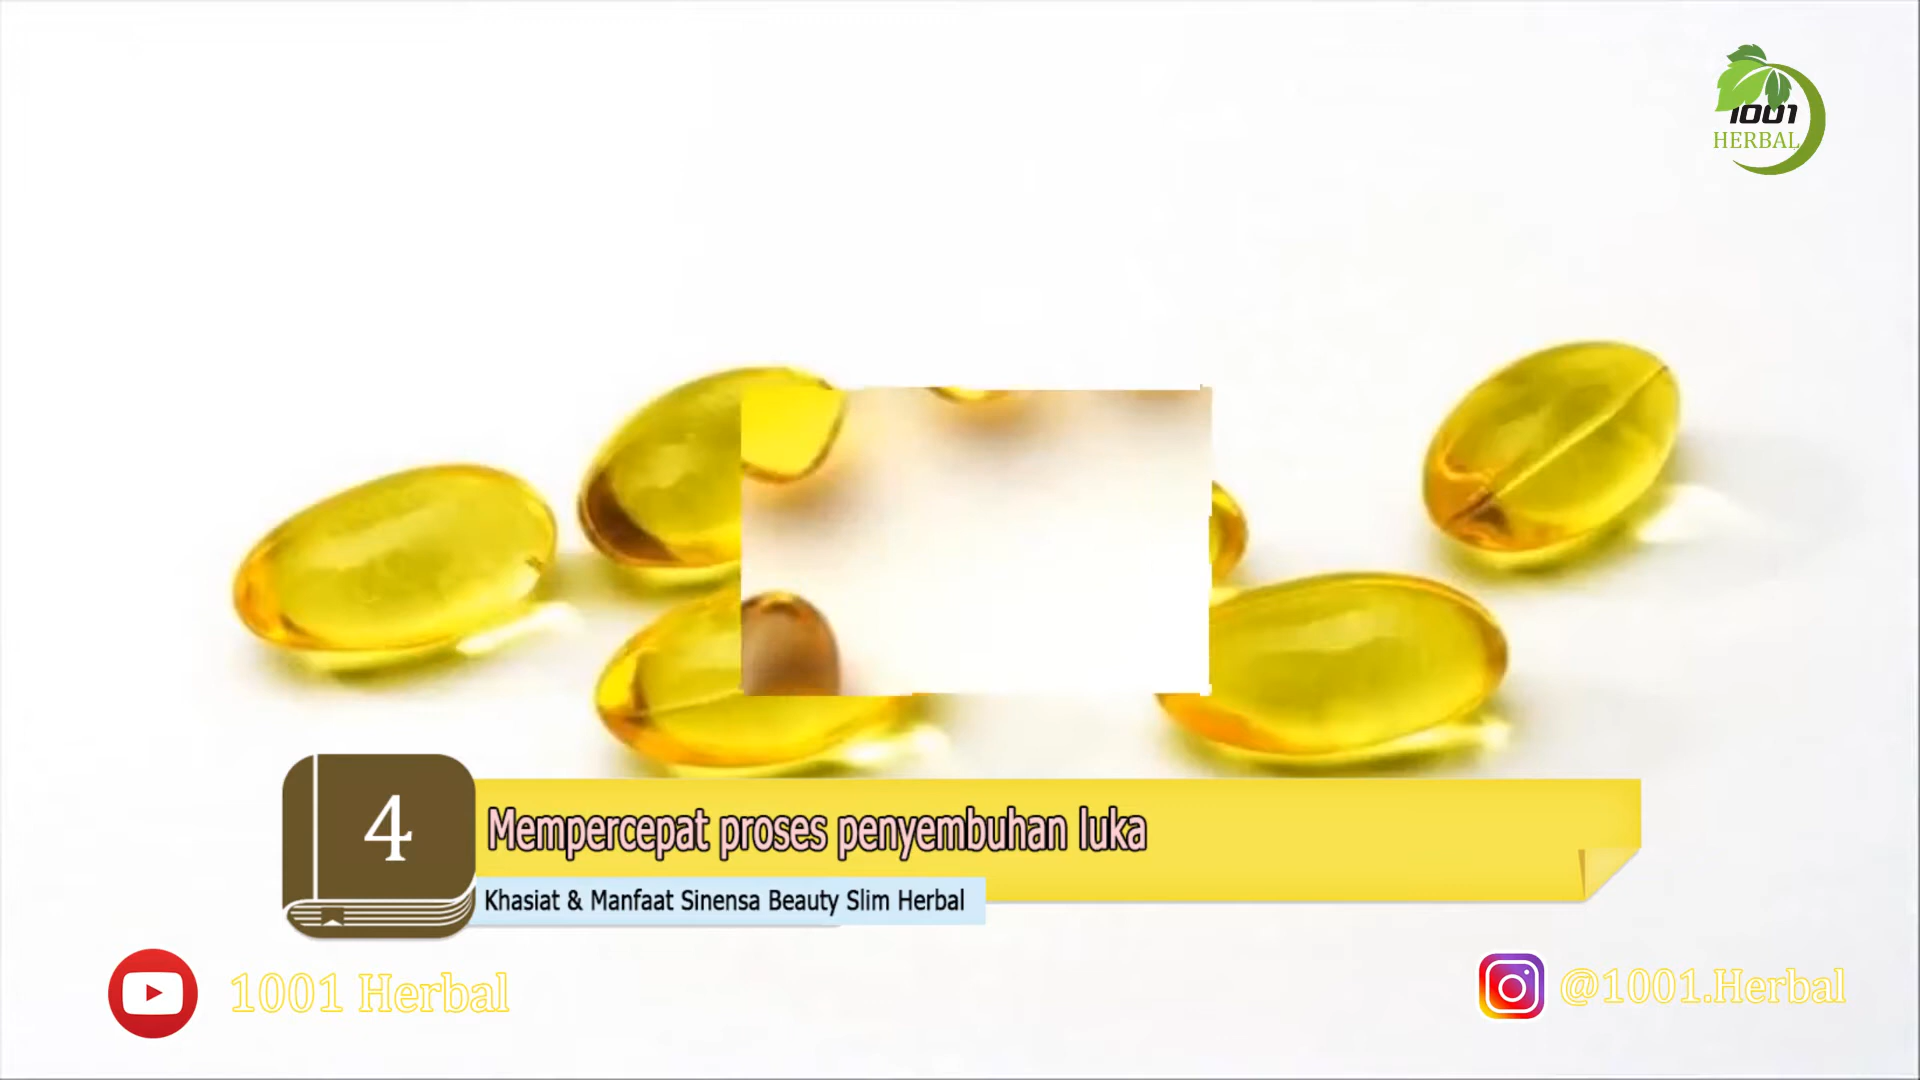 1001
HERBAL
4
Mempercepat proses penyembuhan luka
Khasiat & Manfaat Sinensa Beauty Slim Herbal
1001 Herbal
@1001.Herbal